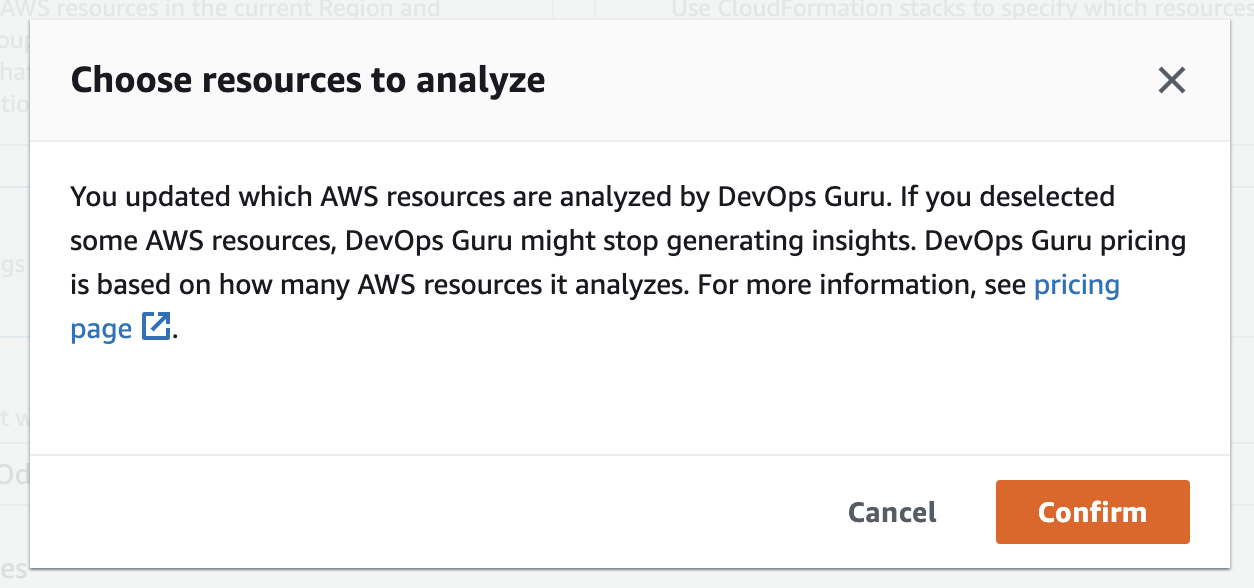 AWS resources in the current Region and
Use CloudFormation stacks to specify which resources
Choose resources to analyze
You updated which AWS resources are analyzed by DevOps Guru. If you deselected
some AWS resources, DevOps Guru might stop generating insights. DevOps Guru pricing
is based on how many AWS resources it analyzes. For more information, see pricing
page.
Cancel
Confirm